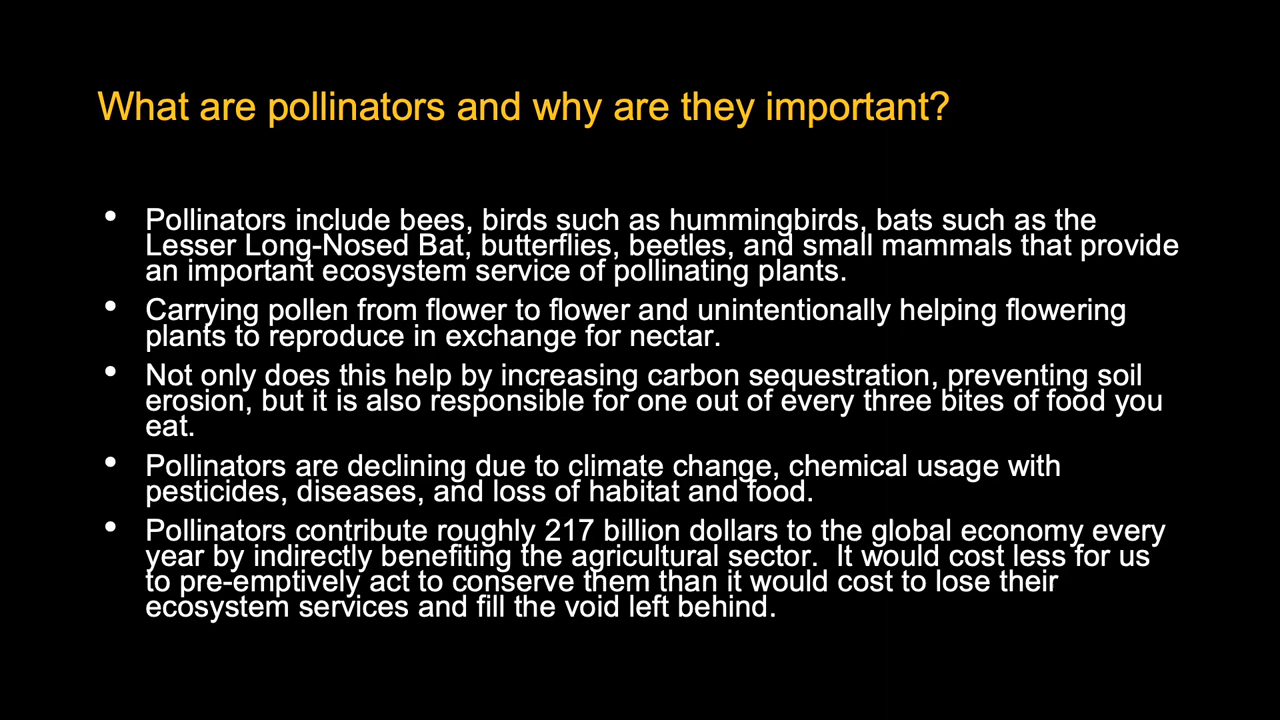 What are pollinators and why are they important?
• Pollinators include bees, birds such as hummingbirds, bats such as the
Lesser Long-Nosed Bat, butterflies, beetles, and small mammals that provide
an important ecosystem service of pollinating plants.
• Carrying pollen from flower to flower and unintentionally helping flowering
plants to reproduce in exchange for nectar.
• Not only does this help by increasing carbon sequestration, preventing soil
erosion, but it is also responsible for one out of every three bites of food you
eat.
• Pollinators are declining due to climate change, chemical usage with
pesticides, diseases, and loss of habitat and food.
• Pollinators contribute roughly 217 billion dollars to the global economy every
year by indirectly benefiting the agricultural sector.  It would cost less for us
to pre-emptively act to conserve them than it would cost to lose their
ecosystem services and fill the void left behind.